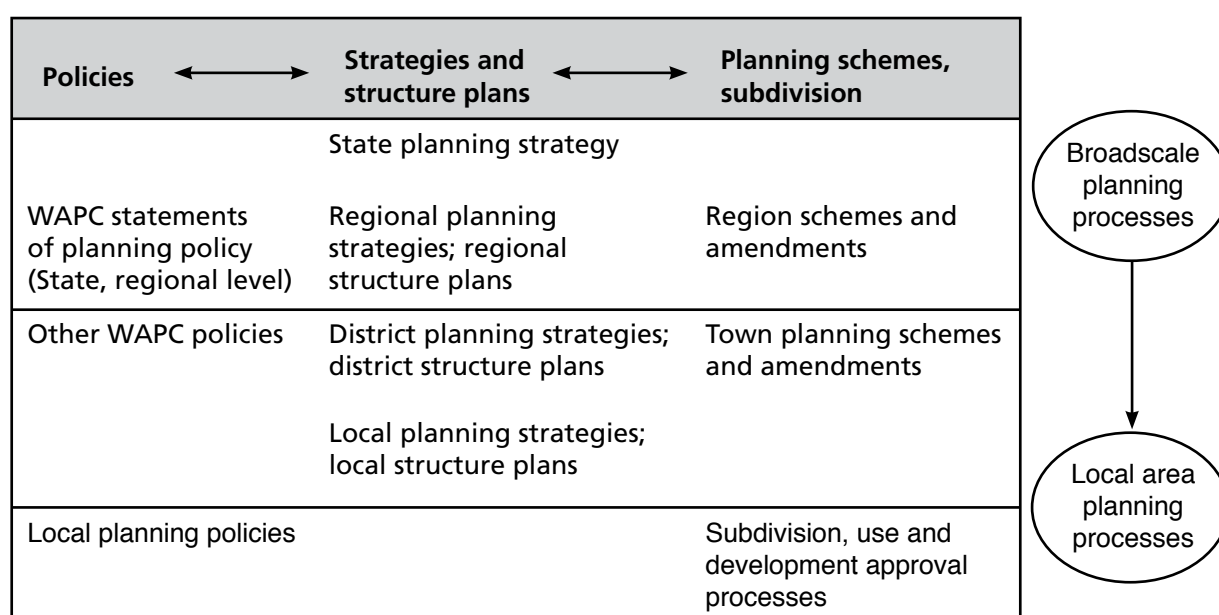 Policies
Strategies and
structure plans
Planning schemes,
subdivision
State planning strategy
WAPC statements
of planning policy
(State, regional level)
Regional planning
strategies; regional
structure plans
Region schemes and
amendments
Other WAPC policies
District planning strategies;
district structure plans
Local planning strategies;
local structure plans
Town planning schemes
and amendments
Local planning policies
Subdivision, use and
development approval
processes
Broadscale
planning
processes
Local area
planning
processes